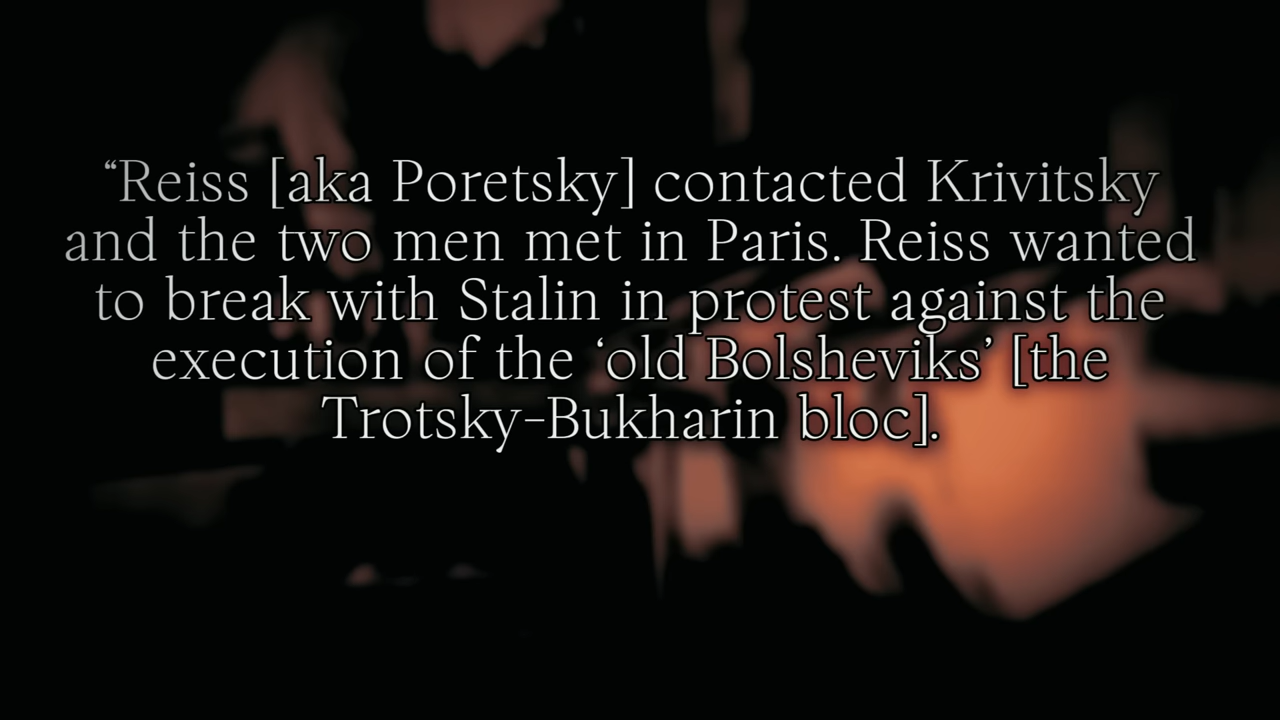 “Reiss [aka Poretsky] contacted Krivitsky
and the two men met in Paris. Reiss wanted
to break with Stalin in protest against the
execution of the ‘old Bolsheviks’ [the
Trotsky-Bukharin bloc].